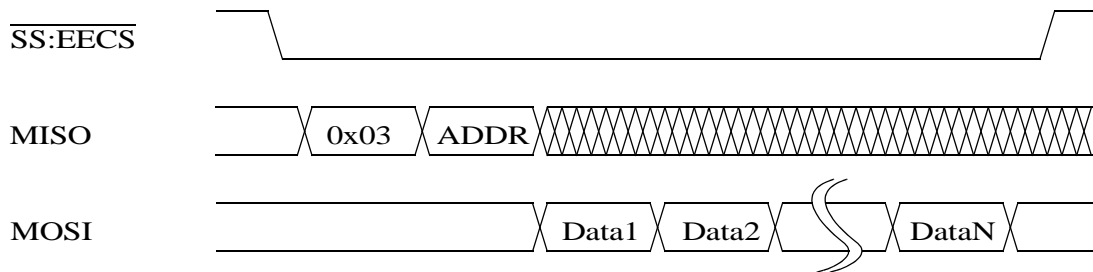 SS:EECS
MISO 0x03 ADDR
MOSI Data1 Data2 DataN